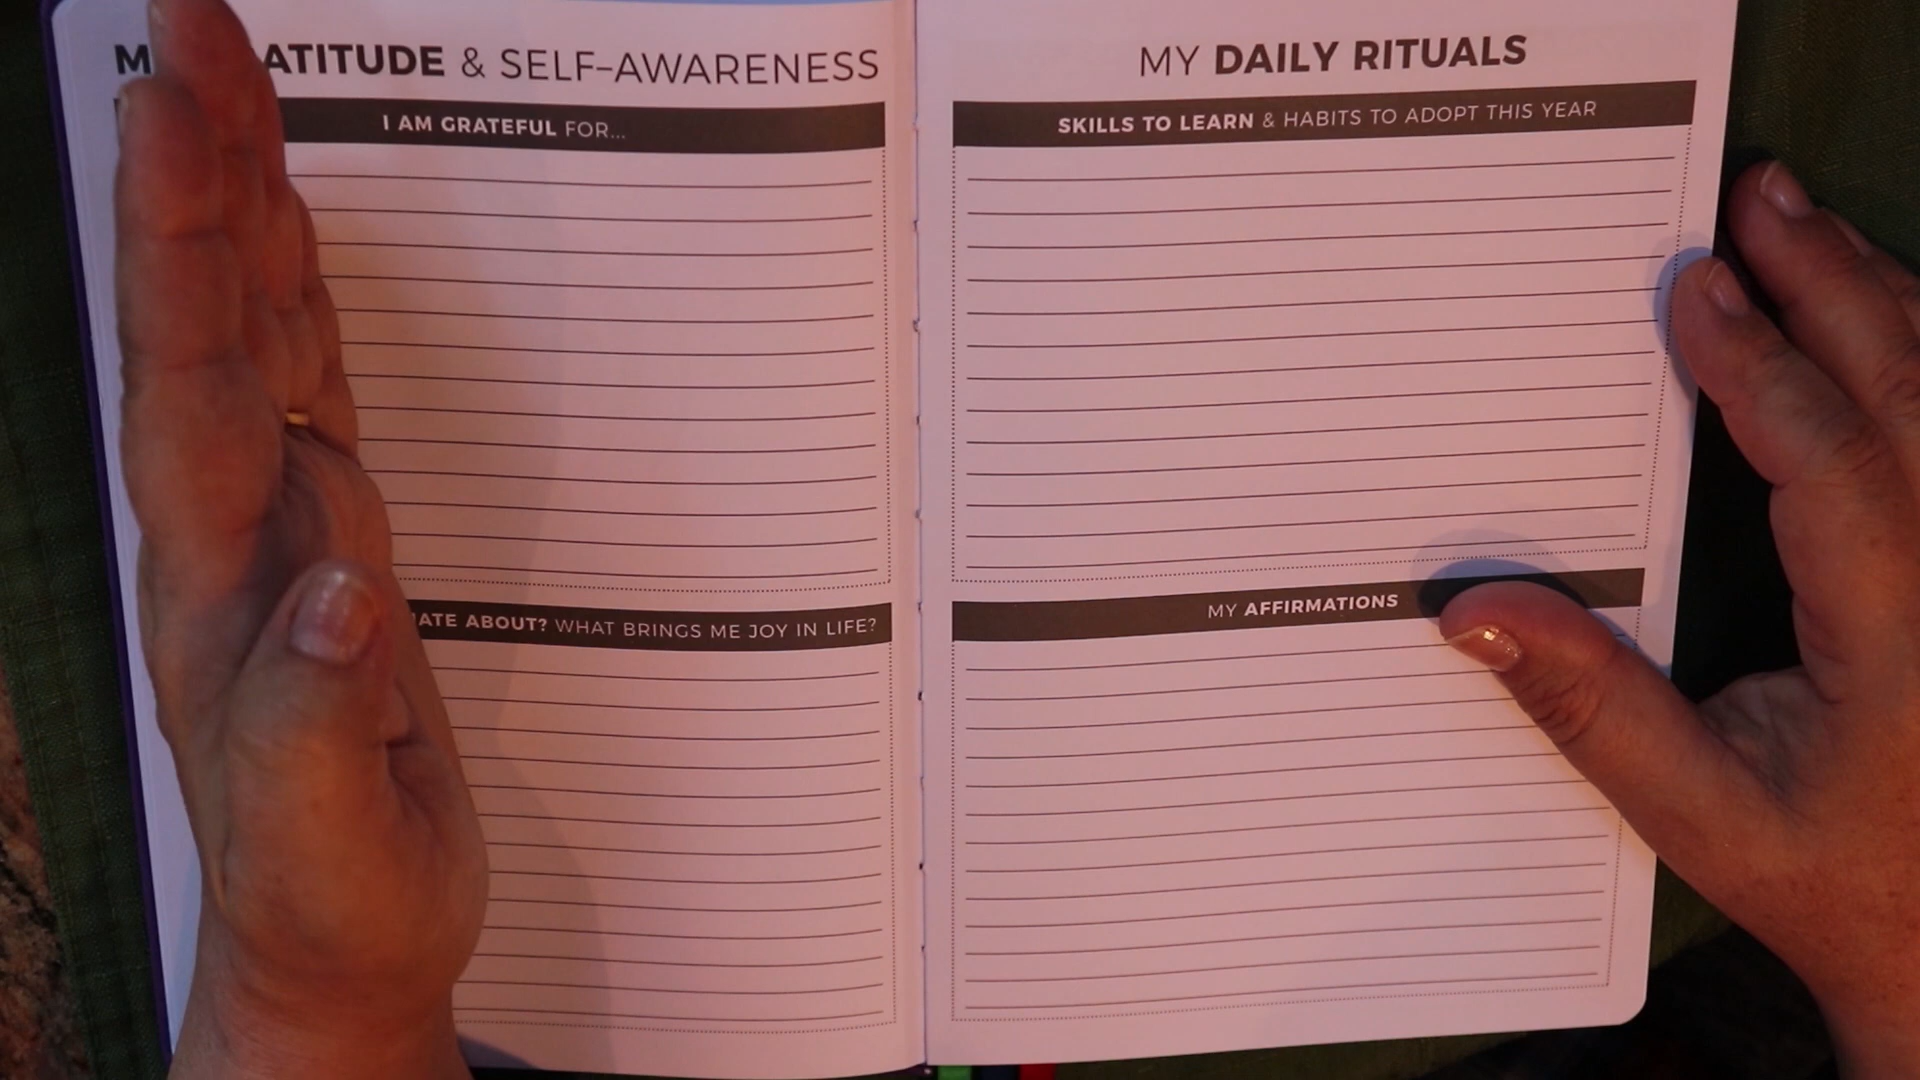 ATITUDE & SELF–AWARENESS
I AM GRATEFUL FOR...
ABOUT? WHAT BRINGS ME JOY IN LIFE?
MY DAILY RITUALS
SKILLS TO LEARN & HABITS TO ADOPT THIS YEAR
MY AFFIRMATIONS